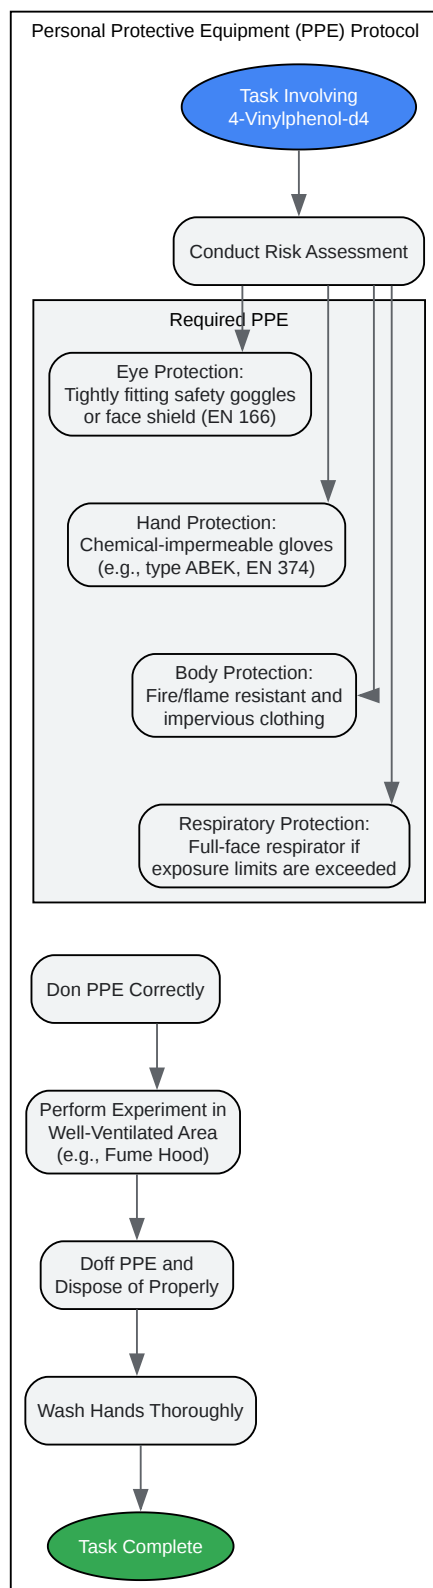 Personal Protective Equipment (PPE) Protocol
Task Involving
4-Vinylphenol-d4
Conduct Risk Assessment
Required PPE
Eye Protection:
Tightly fitting safety goggles
or face shield (EN 166)
Hand Protection:
Chemical-impermeable gloves
(e.g., type ABEK, EN 374)
Body Protection:
Fire/flame resistant and
impervious clothing
Respiratory Protection:
Full-face respirator if
exposure limits are exceeded
Don PPE Correctly
Perform Experiment in
Well-Ventilated Area
(e.g., Fume Hood)
Doff PPE and
Dispose of Properly
Wash Hands Thoroughly
Task Complete